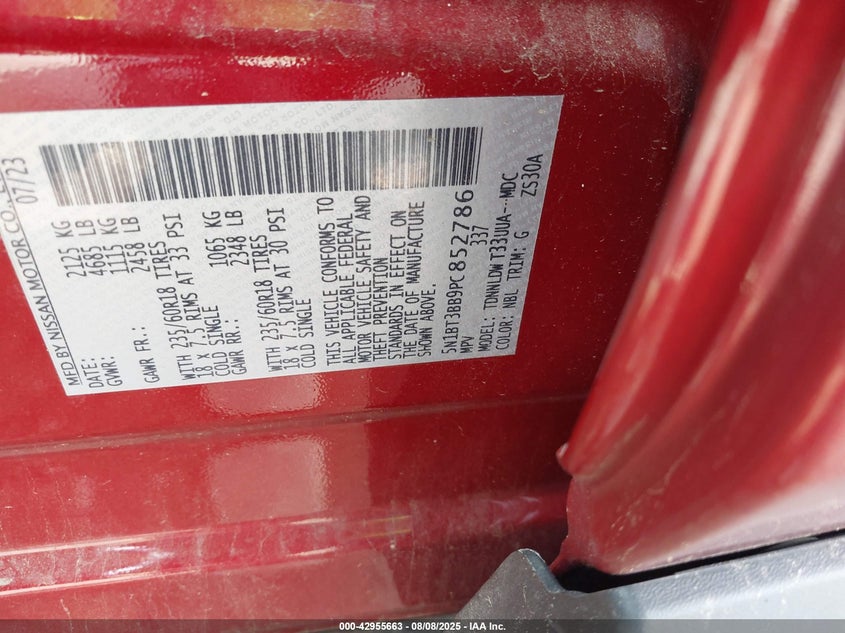 MFD BY NISSAN MOTOR CO.,
DATE: 07/23
GVWR: 2125 KG
4685 LB
GAWR FR.: 1115 KG
2458 LB
WITH 235/60R18 TIRES
18 X 7.5 RIMS AT 33 PSI
COLD SINGLE
GAWR RR.: 1065 KG
2348 LB
WITH 235/60R18 TIRES
18 X 7.5 RIMS AT 30 PSI
COLD SINGLE
THIS VEHICLE CONFORMS TO
ALL APPLICABLE FEDERAL
MOTOR VEHICLE SAFETY AND
THEFT PREVENTION
STANDARDS IN EFFECT ON
THE DATE OF MANUFACTURE
SHOWN ABOVE.
5N1BT3BB9PC852786
MPV 337
MODEL: TDNNLDW T33UUA--MDC
COLOR: NBL TRIM: G ZS30A
000-42955663 - 08/08/2025 - IAA Inc.